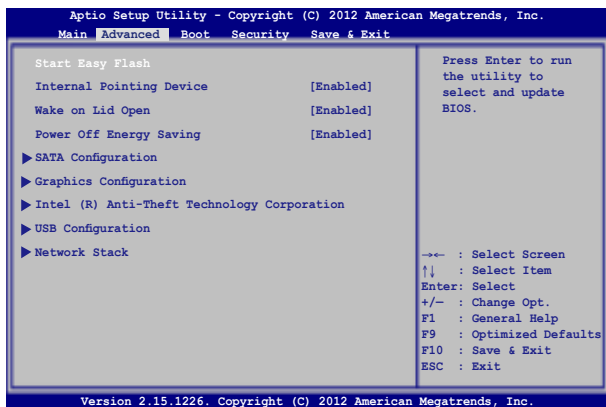 Aptio Setup Utility - Copyright (C) 2012 American Megatrends, Inc.
Main Advanced Boot Security Save & Exit
Start Easy Flash
Internal Pointing Device [Enabled]
Wake on Lid Open [Enabled]
Power Off Energy Saving [Enabled]
SATA Configuration
Graphics Configuration
Intel (R) Anti-Theft Technology Corporation
USB Configuration
Network Stack
Press Enter to run
the utility to
select and update
BIOS.
→← : Select Screen
↑↓ : Select Item
Enter: Select
+/— : Change Opt.
F1 : General Help
F9 : Optimized Defaults
F10 : Save & Exit
ESC : Exit
Version 2.15.1226. Copyright (C) 2012 American Megatrends, Inc.